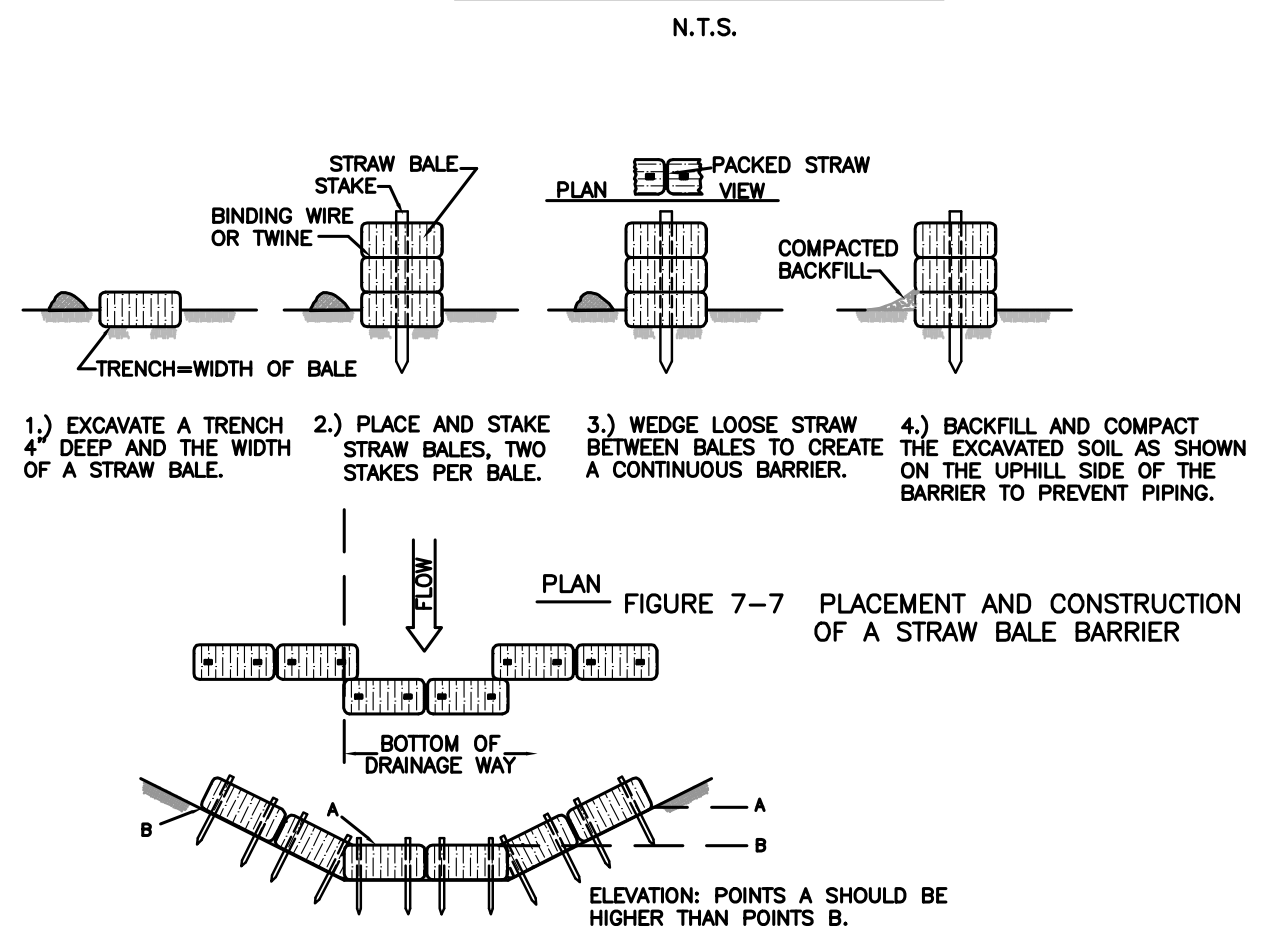 N.T.S.
STRAW BALE
STAKE
BINDING WIRE
OR TWINE
PACKED STRAW
PLAN VIEW
COMPACTED
BACKFILL
TRENCH=WIDTH OF BALE
1.) EXCAVATE A TRENCH
4" DEEP AND THE WIDTH
OF A STRAW BALE.
2.) PLACE AND STAKE
STRAW BALES, TWO
STAKES PER BALE.
3.) WEDGE LOOSE STRAW
BETWEEN BALES TO CREATE
A CONTINUOUS BARRIER.
4.) BACKFILL AND COMPACT
THE EXCAVATED SOIL AS SHOWN
ON THE UPHILL SIDE OF THE
BARRIER TO PREVENT PIPING.
FLOW
PLAN
FIGURE 7-7 PLACEMENT AND CONSTRUCTION
OF A STRAW BALE BARRIER
BOTTOM OF
DRAINAGE WAY
A
B
A
B
ELEVATION: POINTS A SHOULD BE
HIGHER THAN POINTS B.